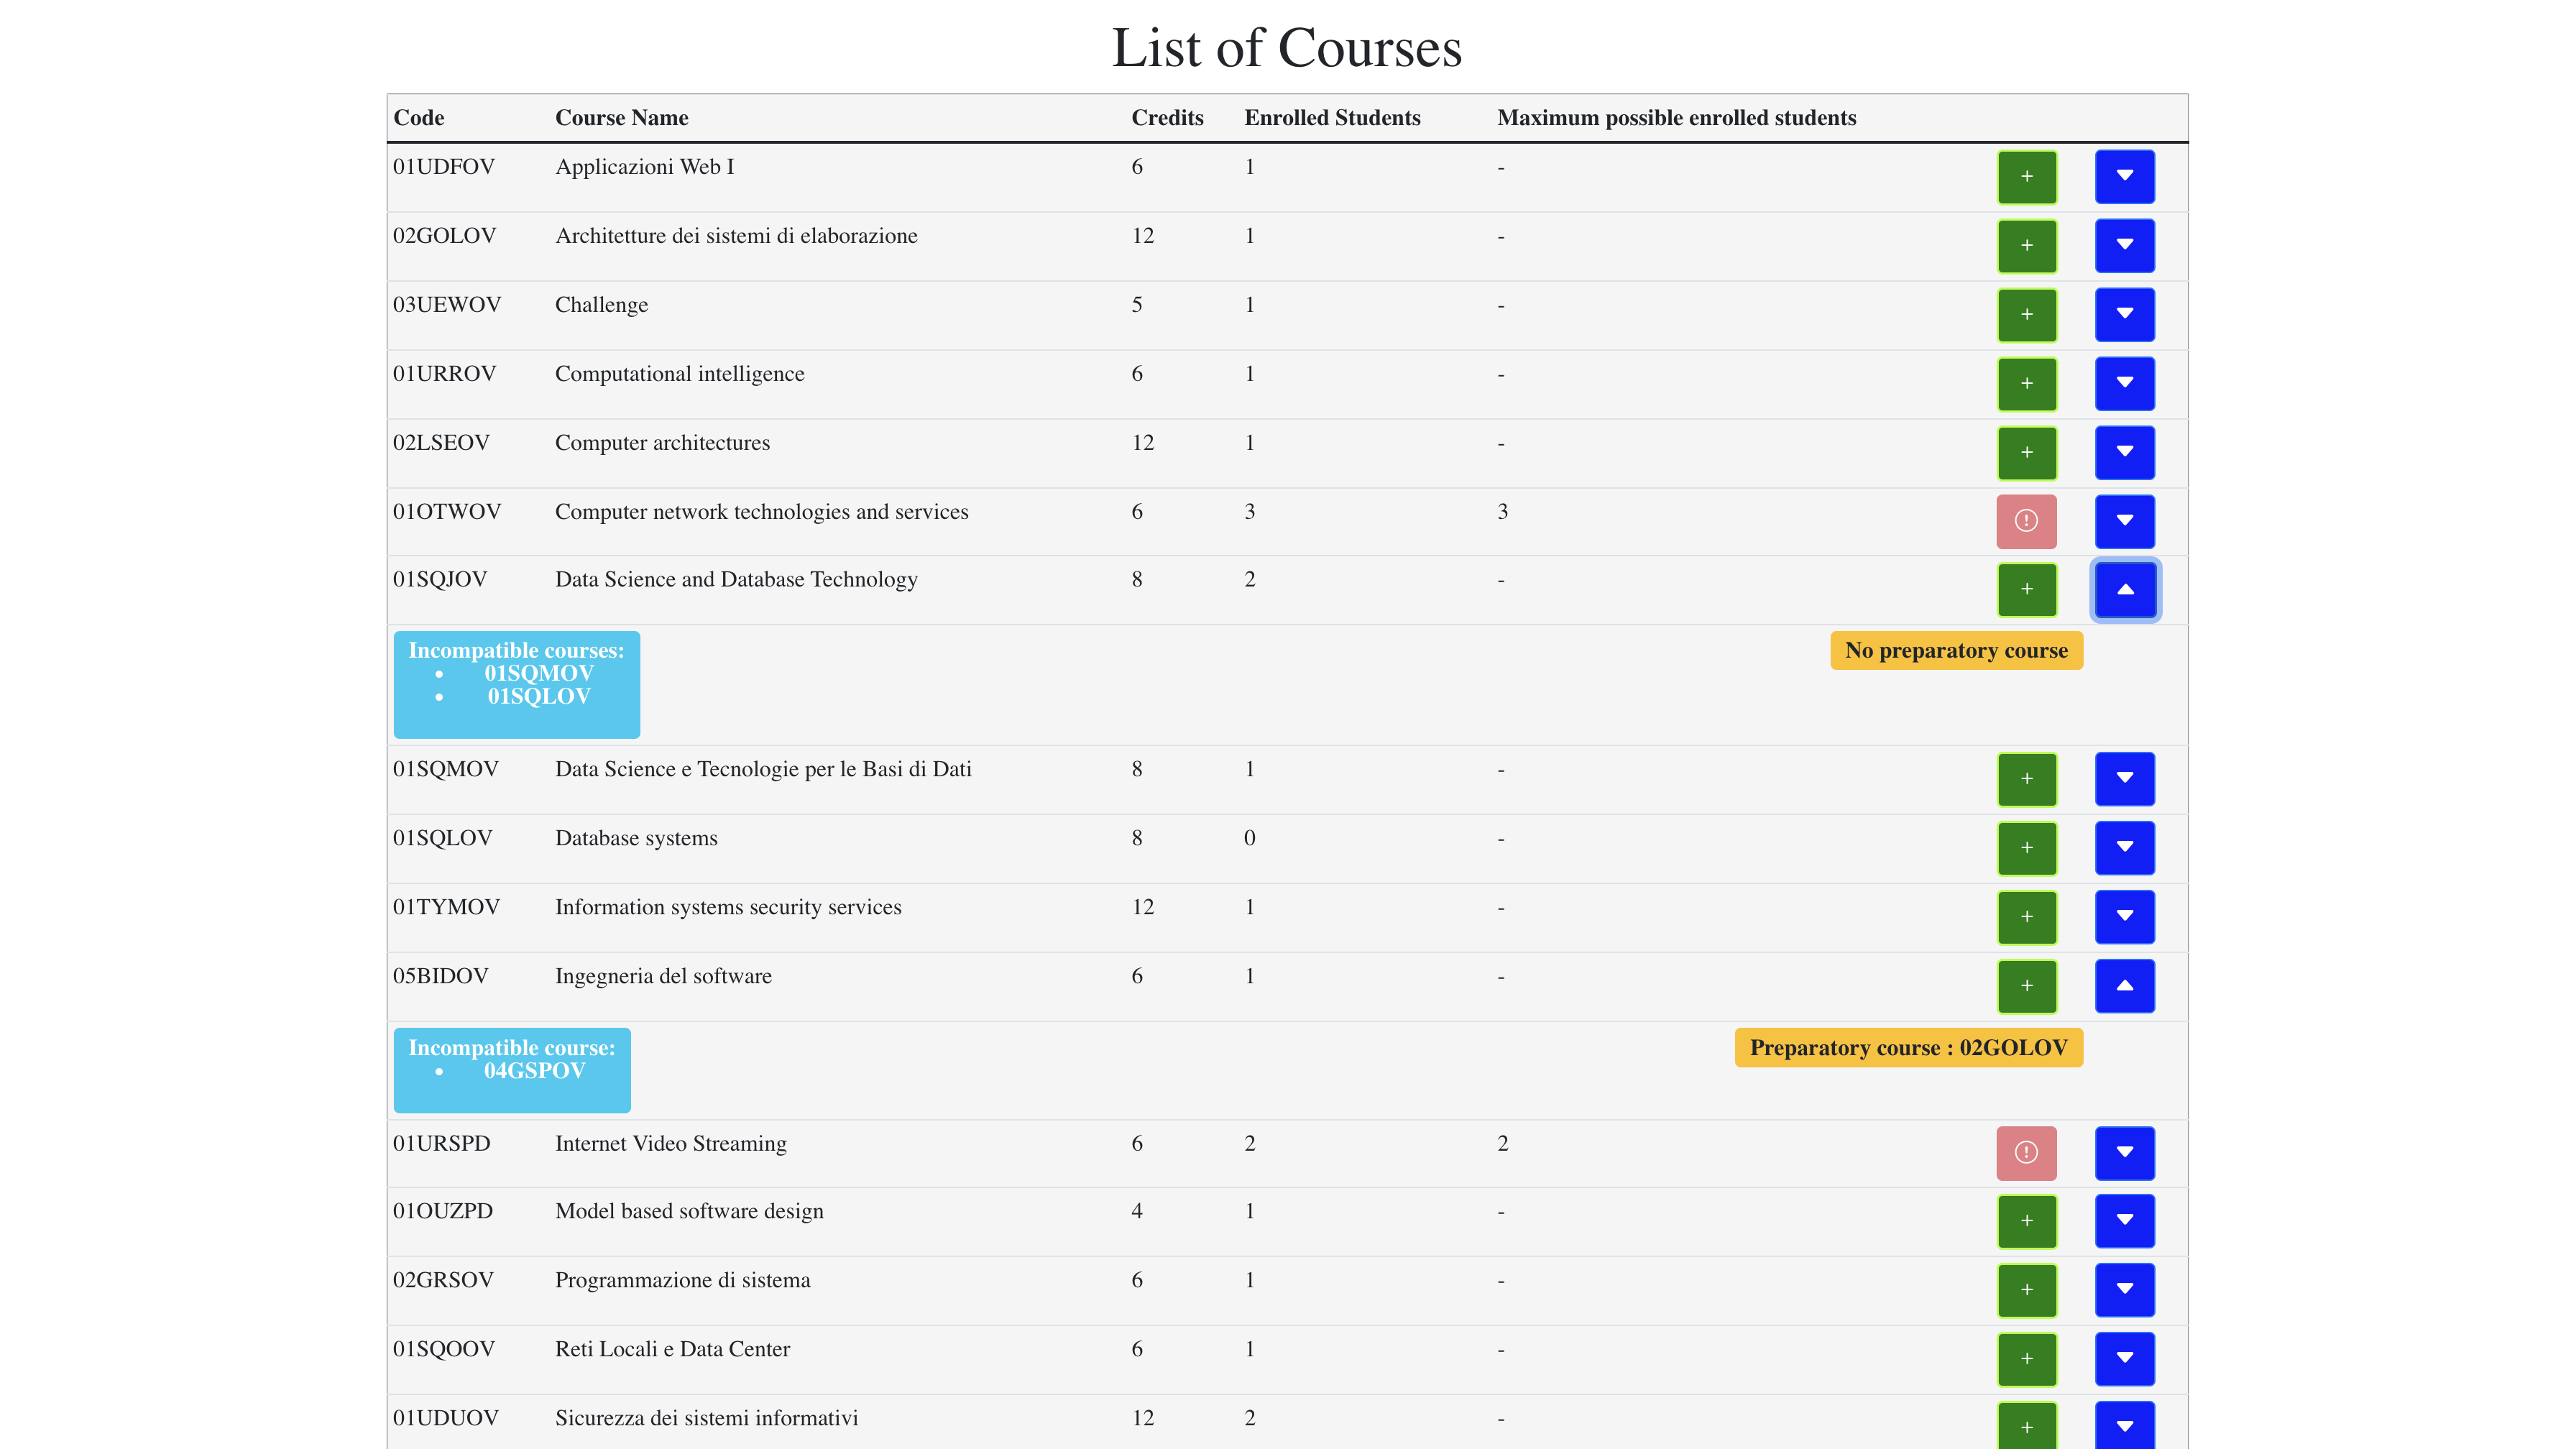 List of Courses
Code Course Name Credits Enrolled Students Maximum possible enrolled students
01UDFOV Applicazioni Web I 6 1 - +
02GOLOV Architetture dei sistemi di elaborazione 12 1 - +
03UEWOV Challenge 5 1 - +
01URROV Computational intelligence 6 1 - +
02LSEOV Computer architectures 12 1 - +
01OTWOV Computer network technologies and services 6 3 3
01SQJOV Data Science and Database Technology 8 2 - +
Incompatible courses: No preparatory course
• 01SQMOV
• 01SQLOV
01SQMOV Data Science e Tecnologie per le Basi di Dati 8 1 - +
01SQLOV Database systems 8 0 - +
01TYMOV Information systems security services 12 1 - +
05BIDOV Ingegneria del software 6 1 - +
Incompatible course: Preparatory course : 02GOLOV
• 04GSPOV
01URSPD Internet Video Streaming 6 2 2
01OUZPD Model based software design 4 1 - +
02GRSOV Programmazione di sistema 6 1 - +
01SQOOV Reti Locali e Data Center 6 1 - +
01UDUOV Sicurezza dei sistemi informativi 12 2 - +